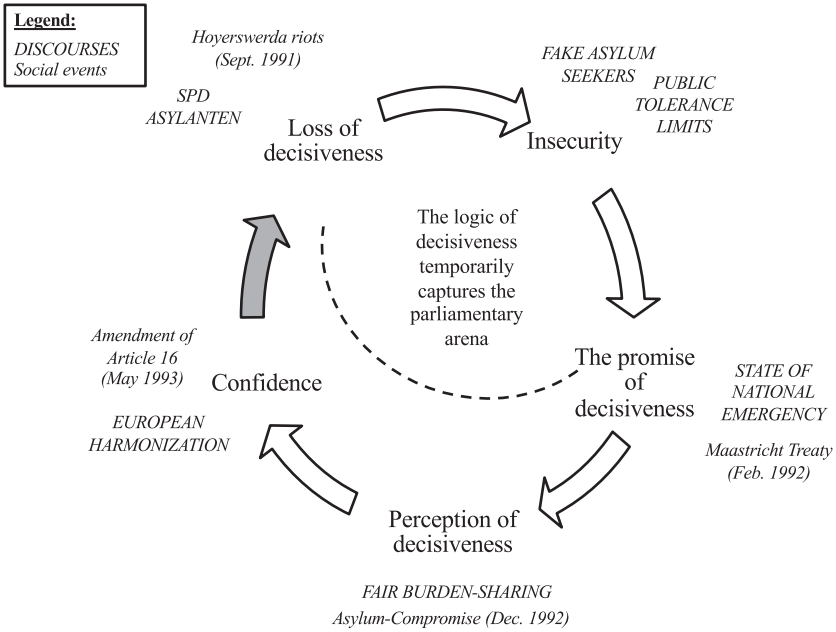 Legend:
DISCOURSES
Social events
Hoyerswerda riots
(Sept. 1991)
SPD
ASYLANTEN
Loss of
decisiveness
FAKE ASYLUM
SEEKERS
PUBLIC
TOLERANCE
LIMITS
Insecurity
The logic of
decisiveness
temporarily
captures the
parliamentary
arena
The promise
of
decisiveness
STATE OF
NATIONAL
EMERGENCY
Maastricht Treaty
(Feb. 1992)
Perception of
decisiveness
FAIR BURDEN-SHARING
Asylum-Compromise (Dec. 1992)
Amendment of
Article 16
(May 1993)
Confidence
EUROPEAN
HARMONIZATION